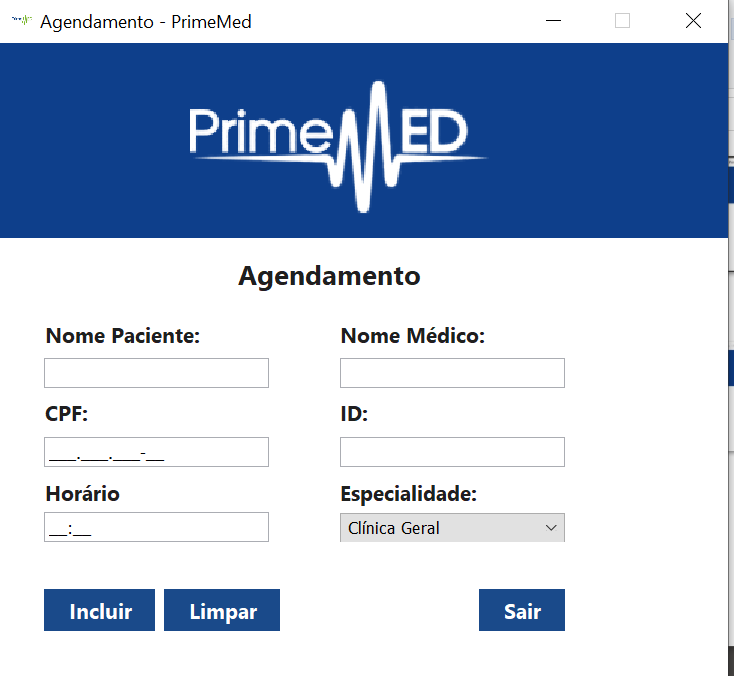 Agendamento - PrimeMed
PrimeMED
Agendamento
Nome Paciente:
Nome Médico:
CPF:
ID:
___.___.___-__
Horário
Especialidade:
__:__
Clínica Geral
Incluir
Limpar
Sair